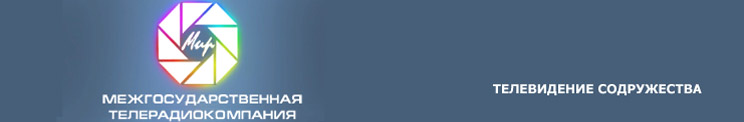 Мир
МЕЖГОСУДАРСТВЕННАЯ
ТЕЛЕРАДИОКОМПАНИЯ
ТЕЛЕВИДЕНИЕ СОДРУЖЕСТВА